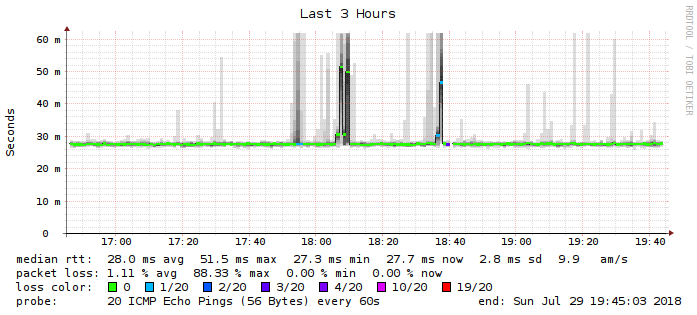 Last 3 Hours
RRDTOOL / TOBI OETIKER
Seconds
60 m
50 m
40 m
30 m
20 m
10 m
0
17:00 17:20 17:40 18:00 18:20 18:40 19:00 19:20 19:40
median rtt: 28.0 ms avg 51.5 ms max 27.3 ms min 27.7 ms now 2.8 ms sd 9.9 am/s
packet loss: 1.11 % avg 88.33 % max 0.00 % min 0.00 % now
loss color: 0 1/20 2/20 3/20 4/20 10/20 19/20
probe: 20 ICMP Echo Pings (56 Bytes) every 60s end: Sun Jul 29 19:45:03 2018